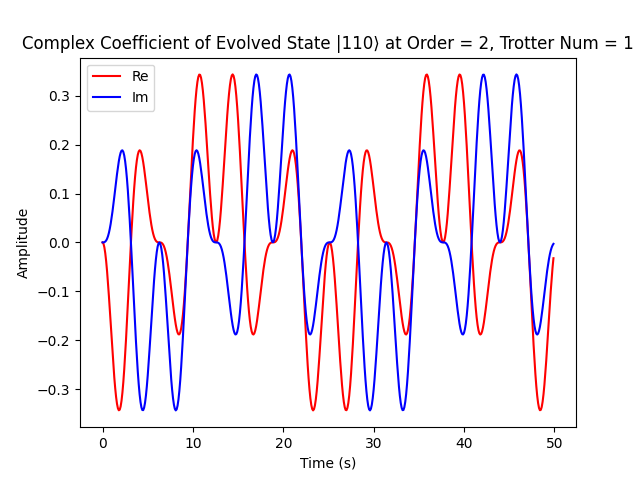 Complex Coefficient of Evolved State |110⟩ at Order = 2, Trotter Num = 1
Re
Im
Amplitude
0.3
0.2
0.1
0.0
−0.1
−0.2
−0.3
0 10 20 30 40 50
Time (s)